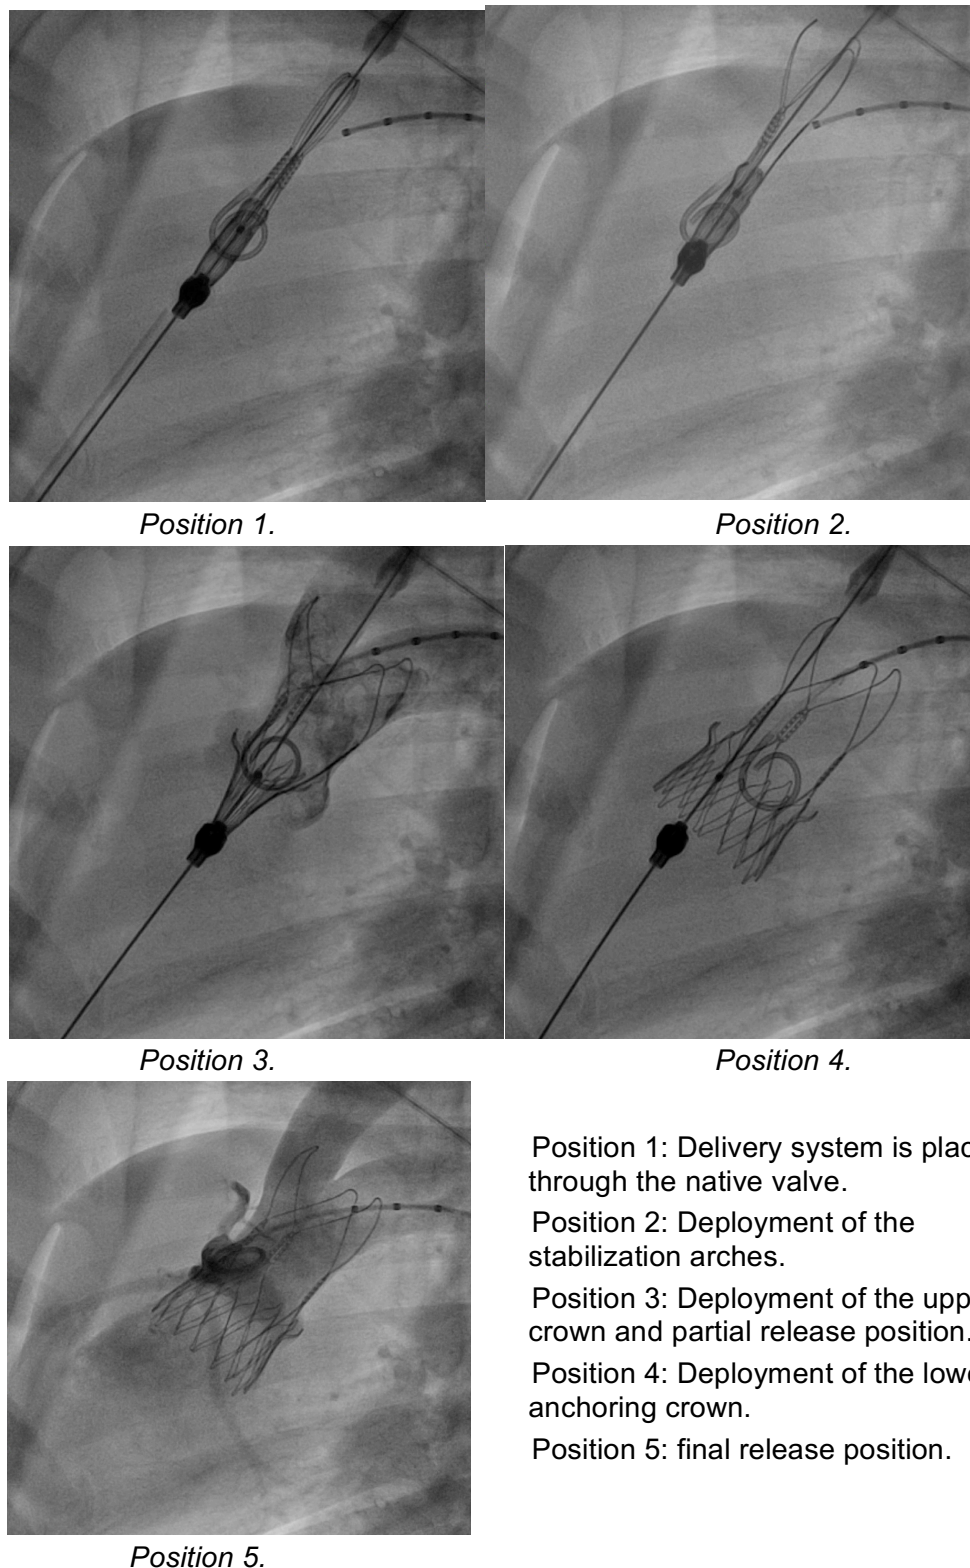 Position 1.
Position 2.
Position 3.
Position 4.
Position 1: Delivery system is plac
through the native valve.
Position 2: Deployment of the
stabilization arches.
Position 3: Deployment of the upp
crown and partial release position.
Position 4: Deployment of the lowe
anchoring crown.
Position 5: final release position.
Position 5.